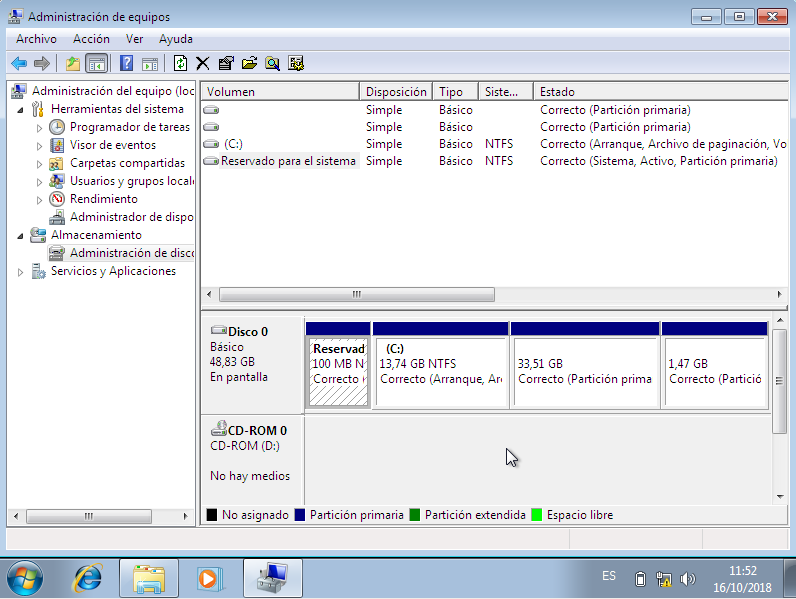 Administración de equipos
Archivo Acción Ver Ayuda
Administración del equipo (loc
Herramientas del sistema
Programador de tareas
Visor de eventos
Carpetas compartidas
Usuarios y grupos locale
Rendimiento
Administrador de dispo
Almacenamiento
Administración de disco
Servicios y Aplicaciones
Volumen Disposición Tipo Siste... Estado
Simple Básico Correcto (Partición primaria)
Simple Básico Correcto (Partición primaria)
(C:) Simple Básico NTFS Correcto (Arranque, Archivo de paginación, Vo
Reservado para el sistema Simple Básico NTFS Correcto (Sistema, Activo, Partición primaria)
Disco 0
Básico
48,83 GB
En pantalla
Reservad
100 MB N
Correcto
(C:)
13,74 GB NTFS
Correcto (Arranque, Ar
33,51 GB
Correcto (Partición prima
1,47 GB
Correcto (Partició
CD-ROM 0
CD-ROM (D:)
No hay medios
No asignado Partición primaria Partición extendida Espacio libre
ES
11:52
16/10/2018